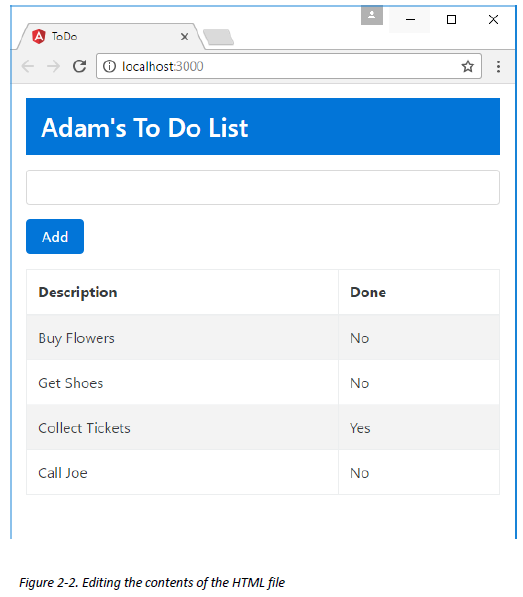 ToDo
localhost:3000
Adam's To Do List
Add
Description Done
Buy Flowers No
Get Shoes No
Collect Tickets Yes
Call Joe No
Figure 2-2. Editing the contents of the HTML file